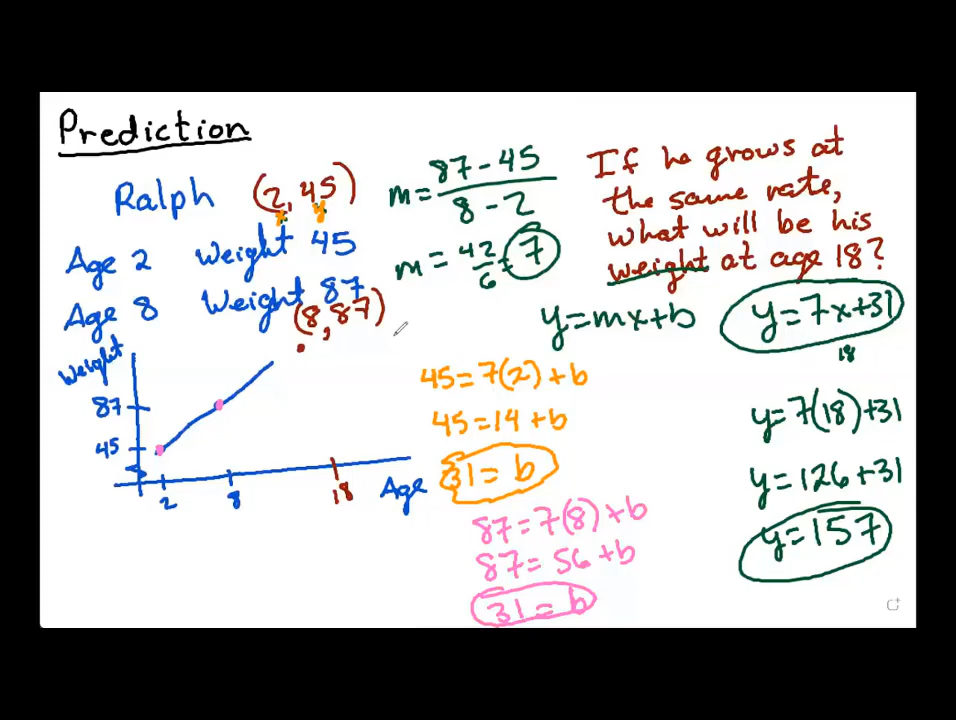 Prediction
Ralph (2, 45)
x y
Age 2 Weight 45
Age 8 Weight 87
(8, 87)
m = 87 - 45 / 8 - 2
m = 42/6 = 7
If he grows at
the same rate,
what will be his
weight at age 18?
y = mx + b
y = 7x + 31
18
45 = 7(2) + b
45 = 14 + b
31 = b
87 = 7(8) + b
87 = 56 + b
31 = b
y = 7(18) + 31
y = 126 + 31
y = 157
Weight
87
45
2 8 18 Age